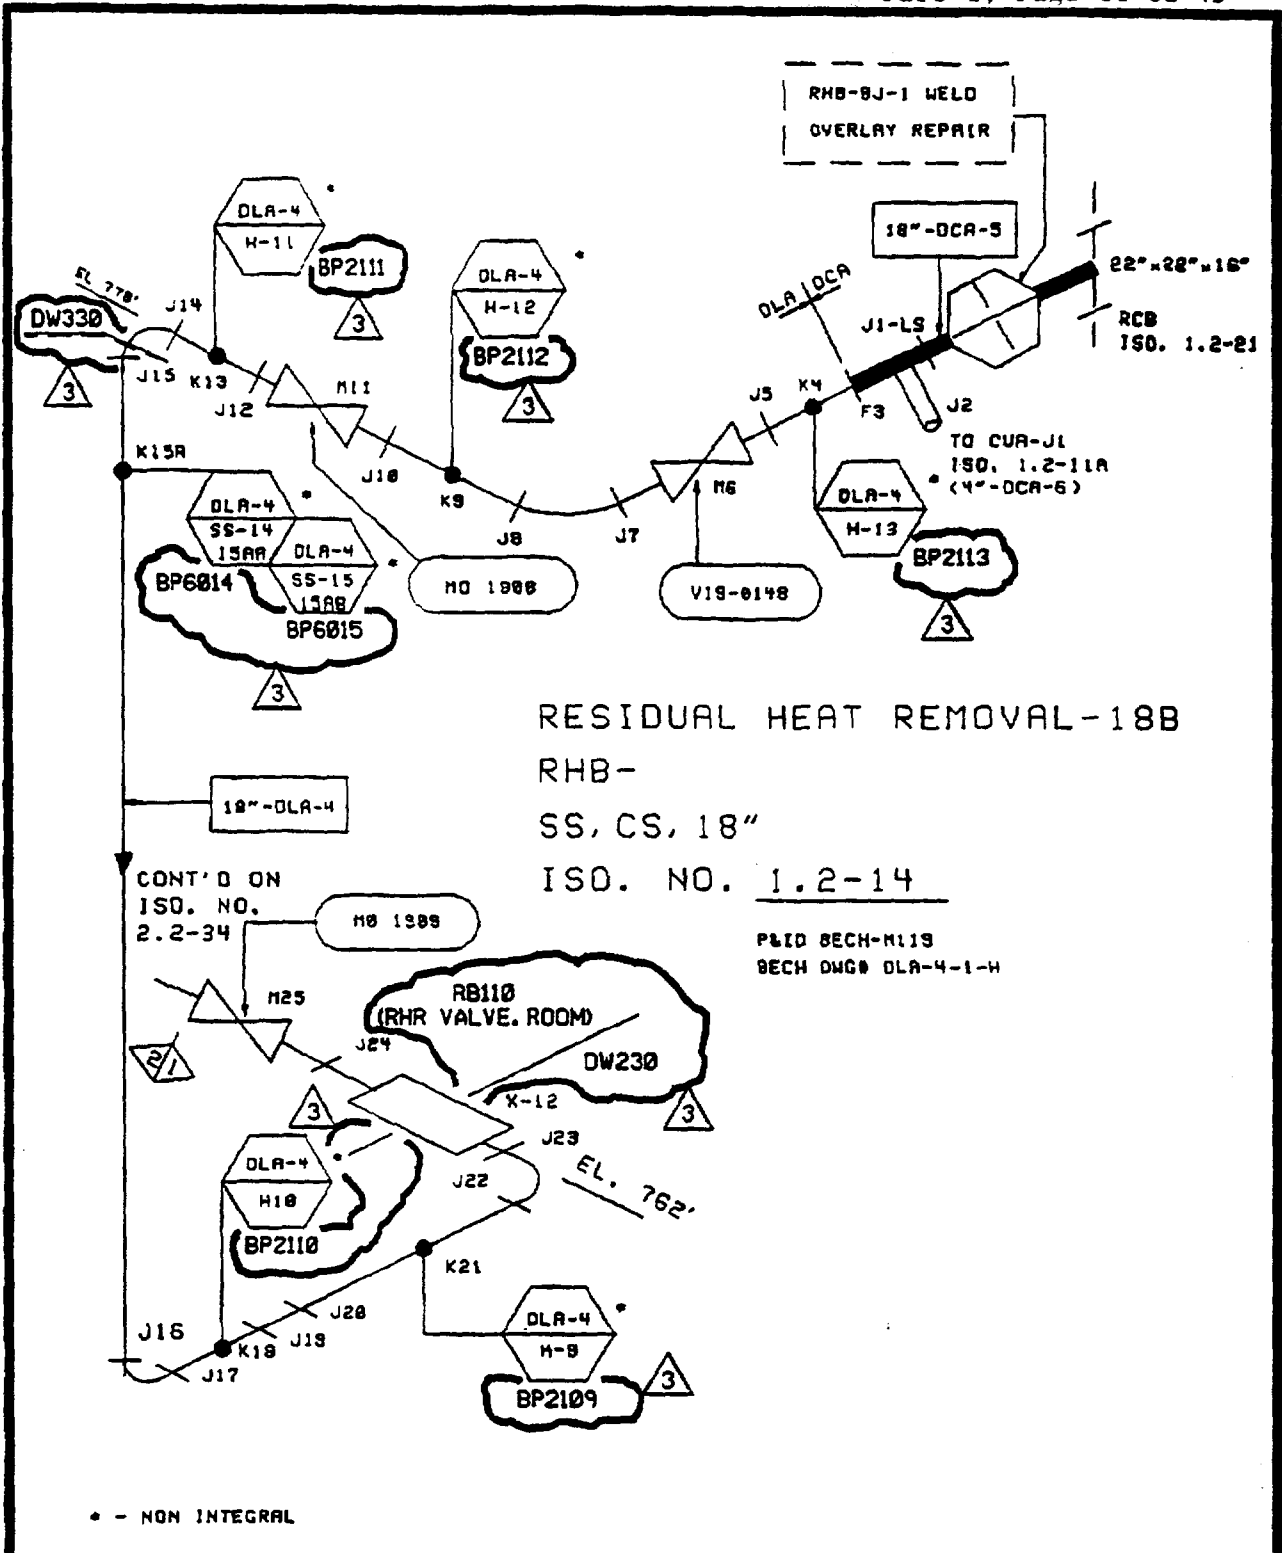 RHB-BJ-1 WELD
OVERLAY REPAIR
18"-DCA-5
22"x22"x18"
RCB
ISO. 1.2-21
DLA DCA
J1-LS
F3
J2
TO CUA-J1
ISO. 1.2-11A
(4"-DCA-6)
DLA-4
H-11
BP2111
3
DLA-4
H-12
BP2112
3
EL 778'
DW330
3
J14
J15
K13
J12
M11
J10
K9
J8
J7
M6
J5
K4
DLA-4
H-13
BP2113
3
K15A
DLA-4
SS-14
15AA
DLA-4
SS-15
15AB
BP6014
BP6015
3
MO 1908
V19-0148
RESIDUAL HEAT REMOVAL-18B
RHB-
SS, CS, 18"
ISO. NO. 1.2-14
P&ID BECH-M119
BECH DWG# DLA-4-1-H
18"-DLA-4
CONT'D ON
ISO. NO.
2.2-34
MO 1909
M25
2
1
J24
RB110
(RHR VALVE. ROOM)
DW230
3
X-12
3
J23
J22
EL. 762'
DLA-4
H10
BP2110
K21
J20
J19
K18
J17
J16
DLA-4
H-9
BP2109
3
* - NON INTEGRAL